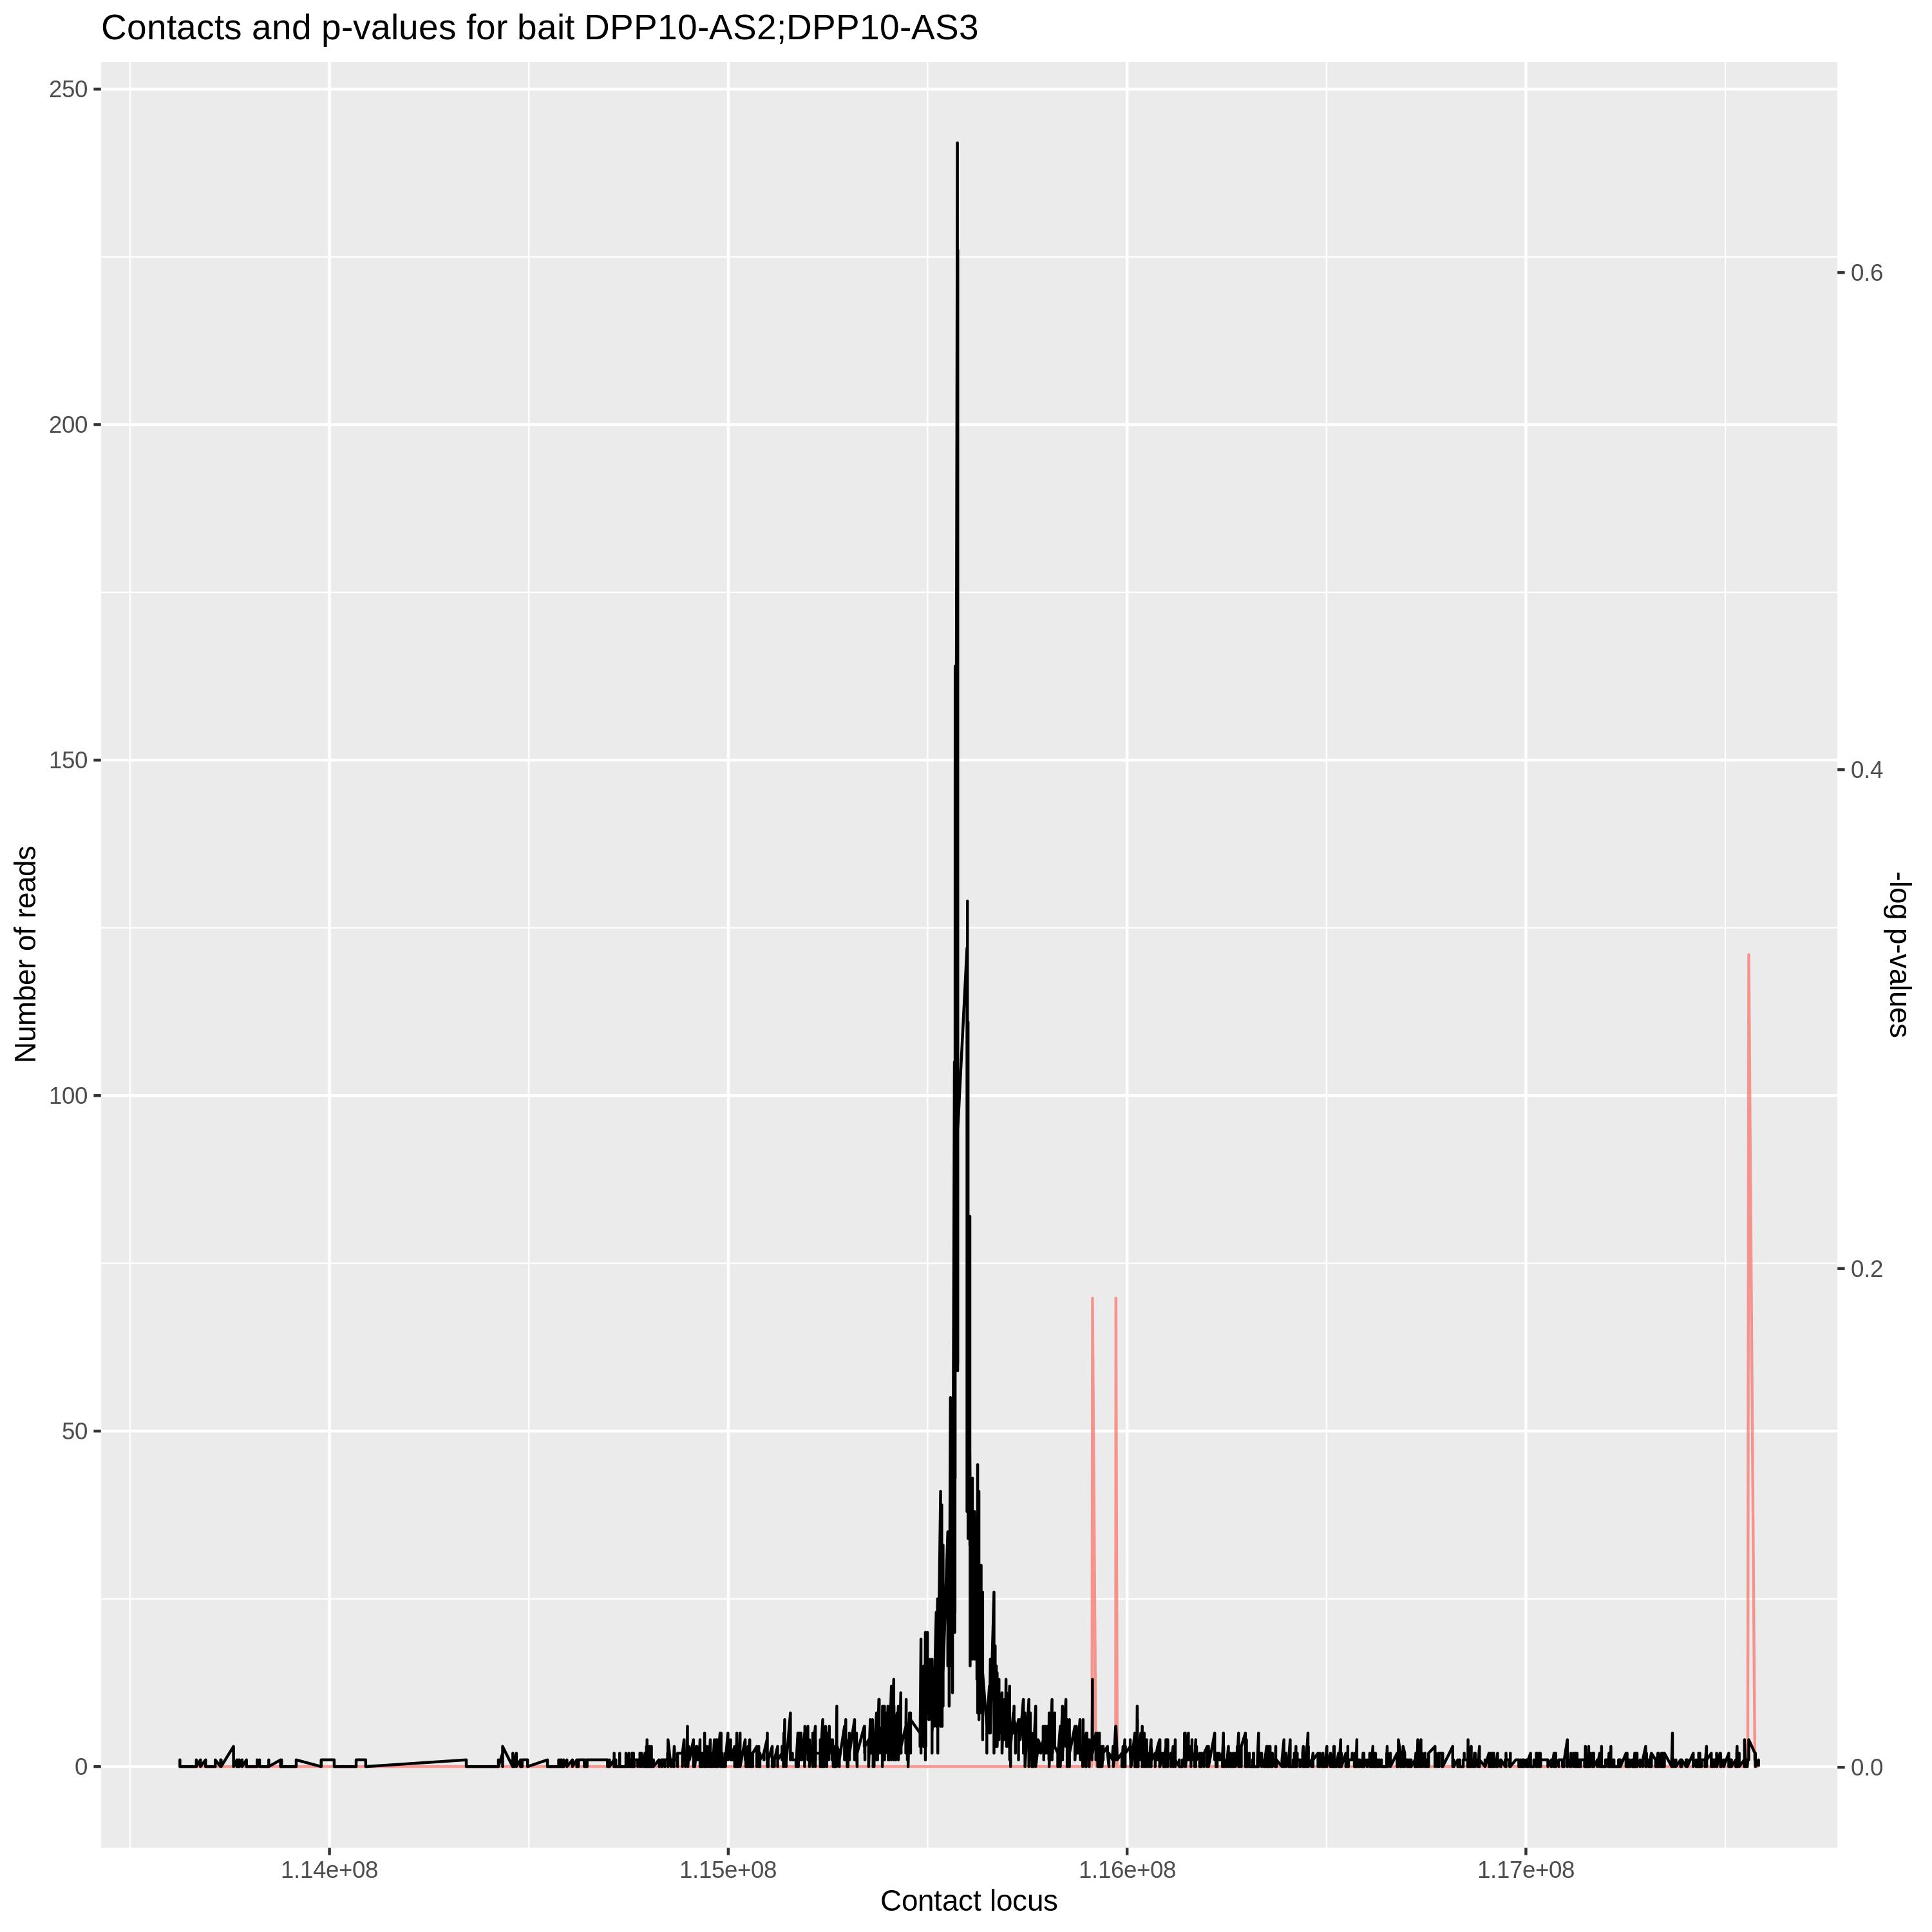 Contacts and p-values for bait DPP10-AS2;DPP10-AS3
250
200
150
100
50
0
Number of reads
0.6
0.4
0.2
0.0
-log p-values
1.14e+08 1.15e+08 1.16e+08 1.17e+08
Contact locus